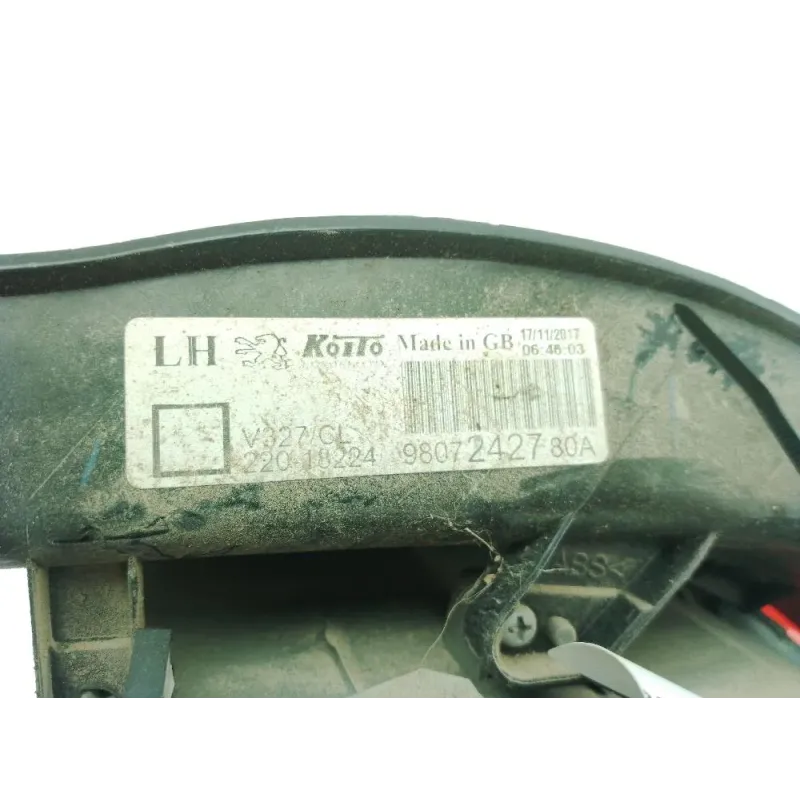 LH KOITO Made in GB 17/11/2017
06:46:03
V327/CL
220-18224 9807242780A